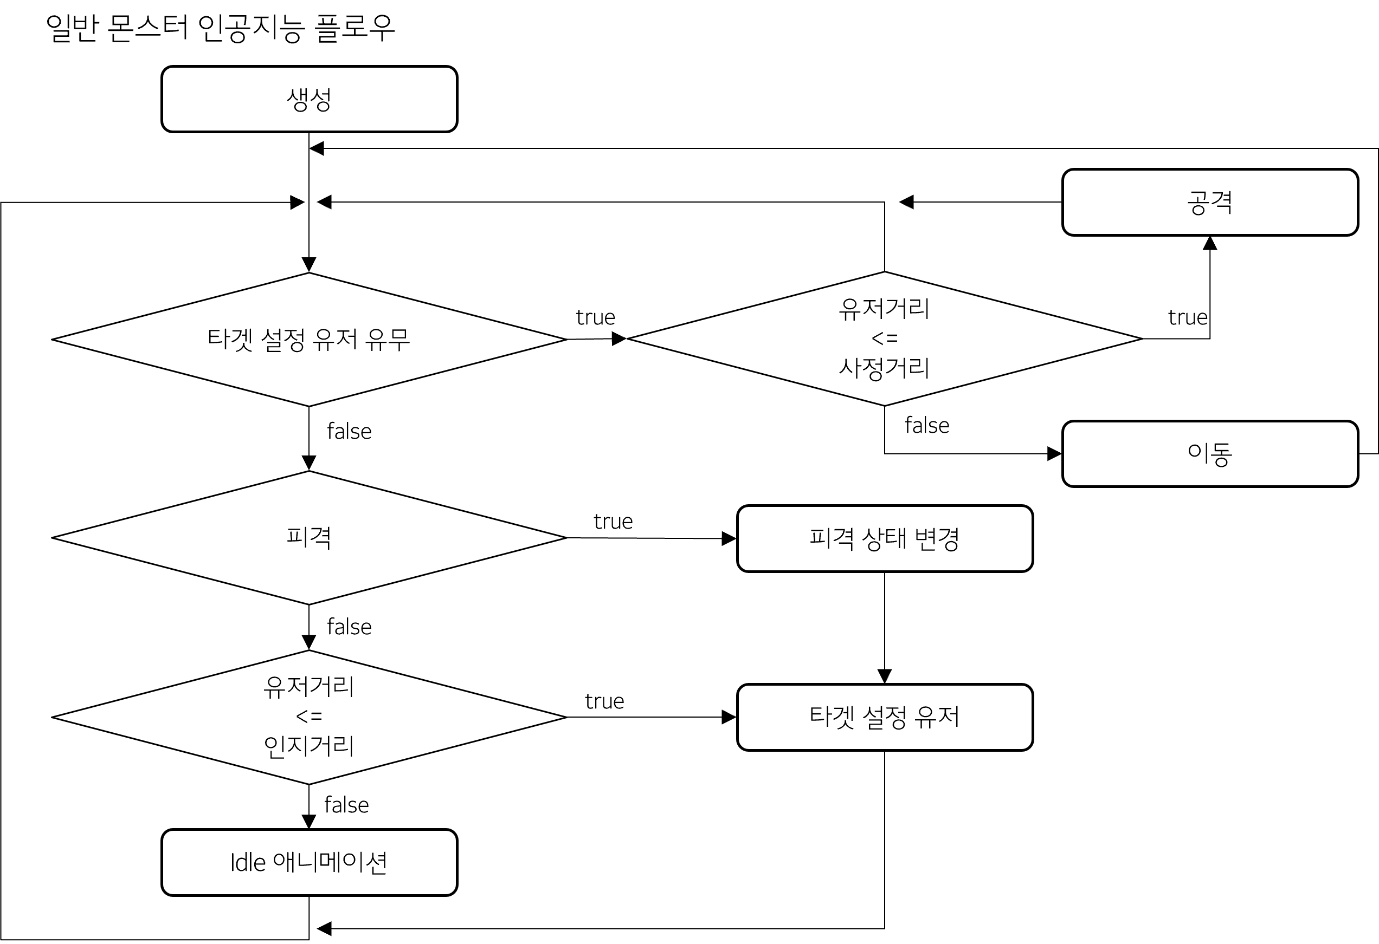 일반 몬스터 인공지능 플로우
생성
공격
타겟 설정 유저 유무
true
유저거리
<=
사정거리
true
false
false
이동
피격
true
피격 상태 변경
false
유저거리
<=
인지거리
true
타겟 설정 유저
false
Idle 애니메이션